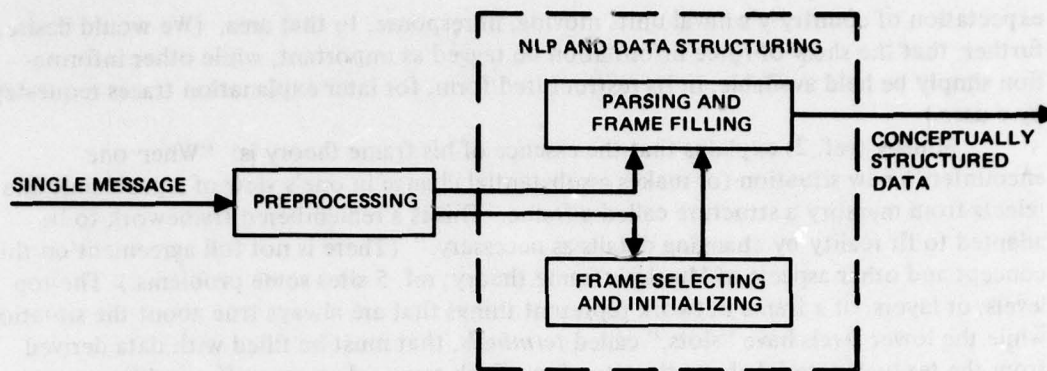 NLP AND DATA STRUCTURING
PARSING AND
FRAME FILLING
CONCEPTUALLY
STRUCTURED
DATA
SINGLE MESSAGE
PREPROCESSING
FRAME SELECTING
AND INITIALIZING